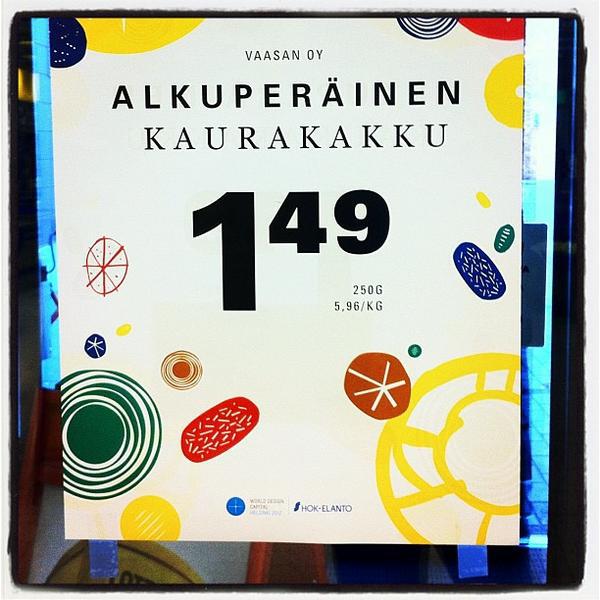 VAASAN OY
ALKUPERÄINEN
KAURAKAKKU
149
250G
5,96/KG
WORLD DESIGN
CAPITAL
HELSINKI 2012
HOK-ELANTO